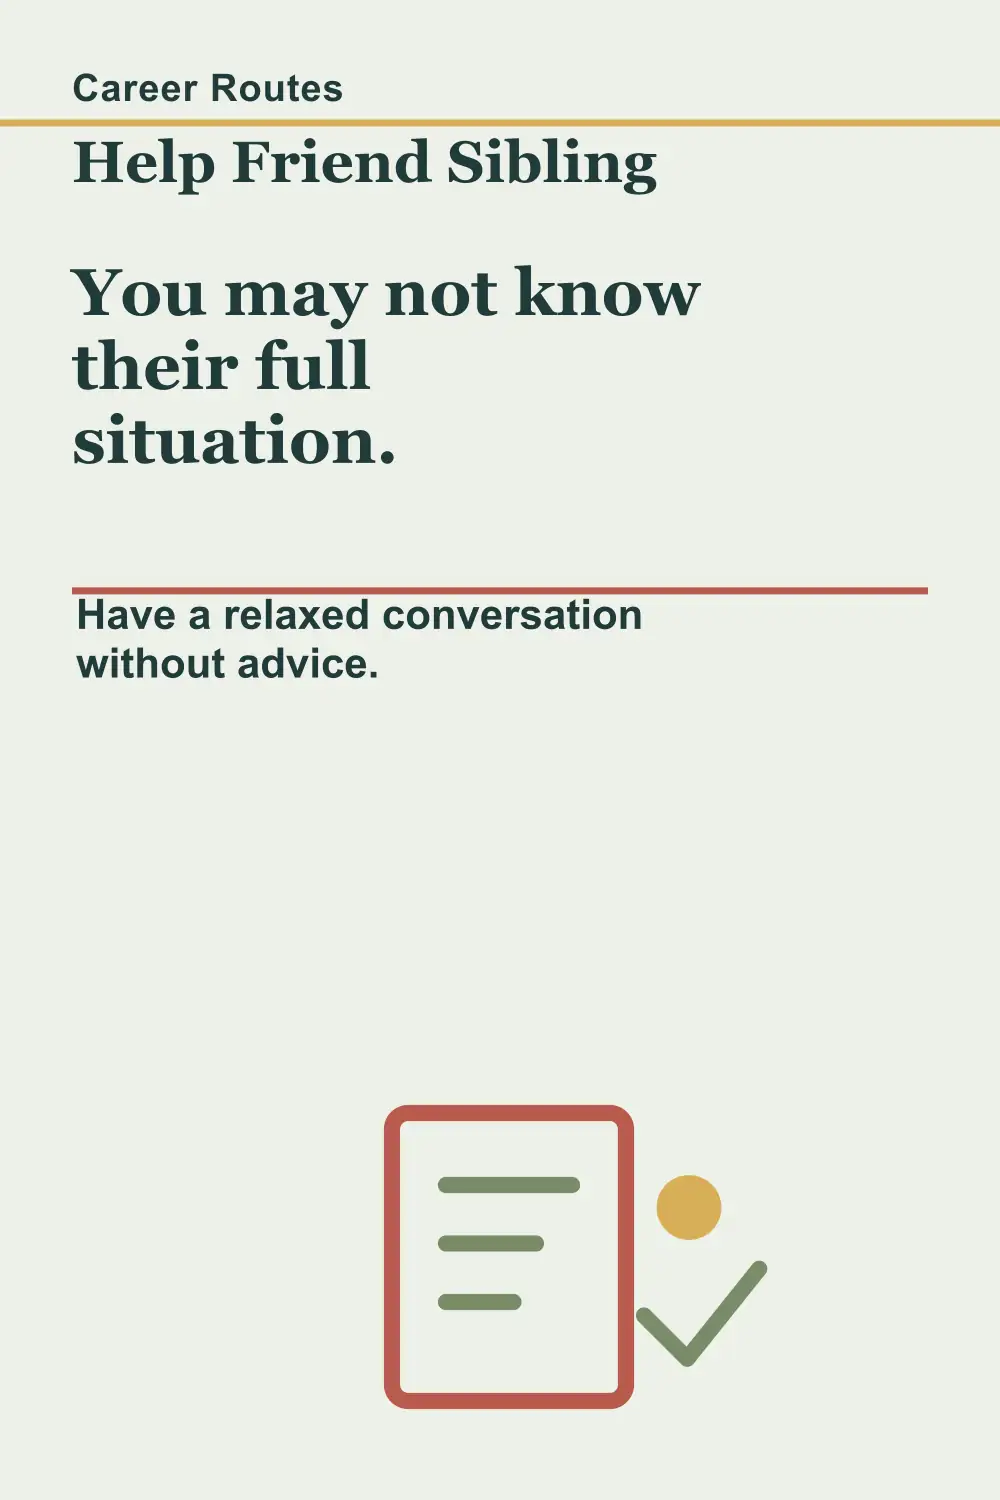 Career Routes
Help Friend Sibling
You may not know
their full
situation.
Have a relaxed conversation
without advice.